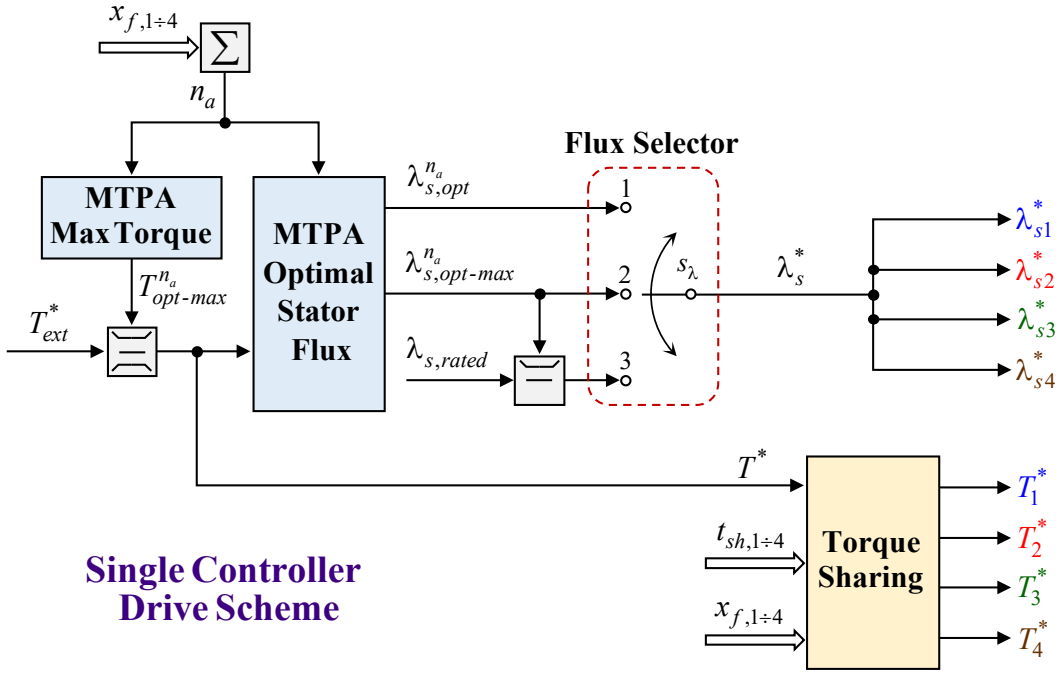 x_{f,1÷4}
Σ
n_a
Flux Selector
MTPA
Max Torque
MTPA
Optimal
Stator
Flux
λ_{s,opt}^{n_a}
1
λ_{s1}^*
T_{opt-max}^{n_a}
λ_{s,opt-max}^{n_a}
2
s_λ
λ_s^*
λ_{s2}^*
T_{ext}^*
λ_{s,rated}
3
λ_{s3}^*
λ_{s4}^*
T^*
T_1^*
t_{sh,1÷4}
Torque
Sharing
T_2^*
Single Controller
Drive Scheme
T_3^*
x_{f,1÷4}
T_4^*